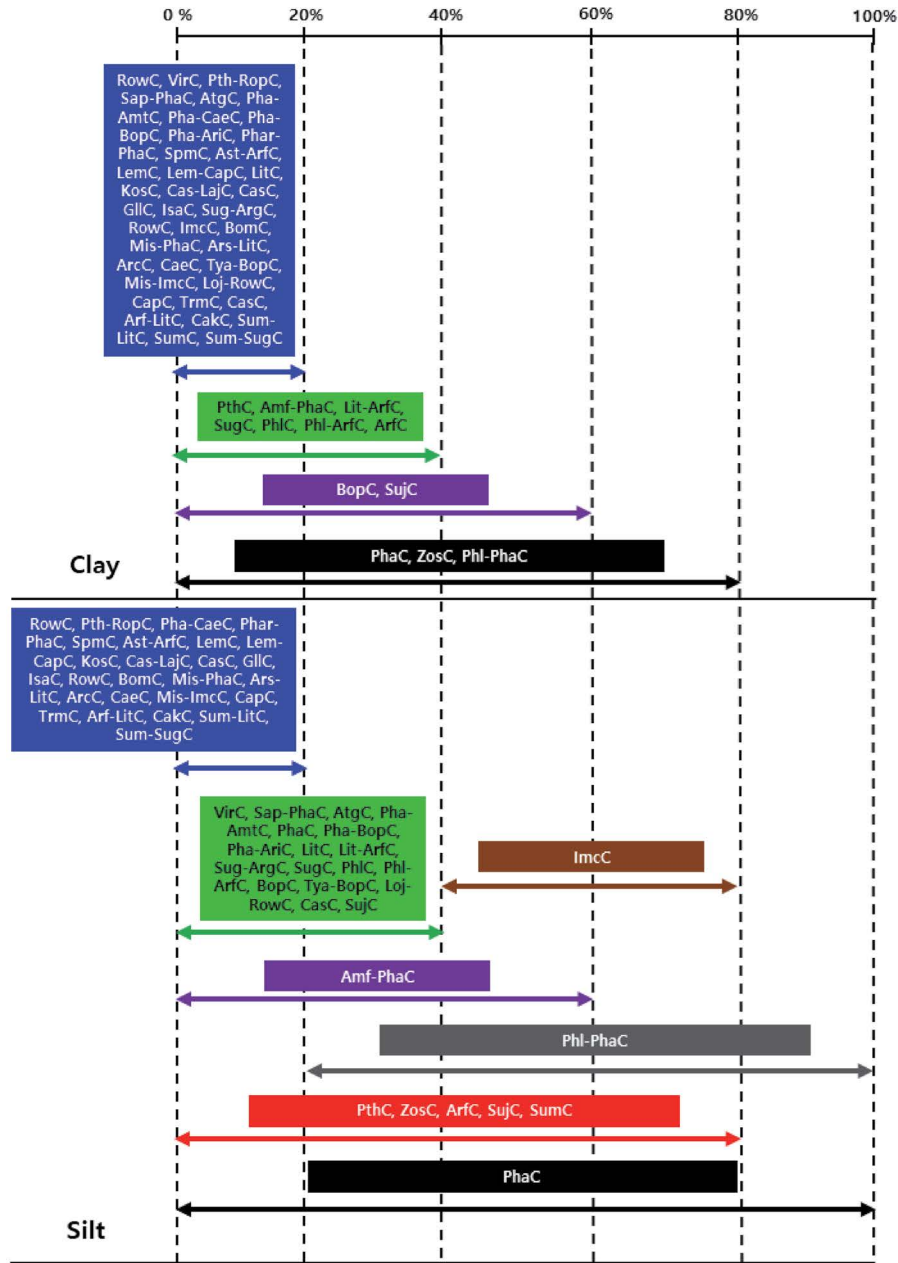 0 % 20% 40% 60% 80% 100%
RowC, VirC, Pth-RopC,
Sap-PhaC, AtgC, Pha-
AmtC, Pha-CaeC, Pha-
BopC, Pha-AriC, Phar-
PhaC, SpmC, Ast-ArfC,
LemC, Lem-CapC, LitC,
KosC, Cas-LajC, CasC,
GllC, IsaC, Sug-ArgC,
RowC, ImcC, BomC,
Mis-PhaC, Ars-LitC,
ArcC, CaeC, Tya-BopC,
Mis-ImcC, Loj-RowC,
CapC, TrmC, CasC,
Arf-LitC, CakC, Sum-
LitC, SumC, Sum-SugC
PthC, Amf-PhaC, Lit-ArfC,
SugC, PhlC, Phl-ArfC, ArfC
BopC, SujC
PhaC, ZosC, Phl-PhaC
Clay
RowC, Pth-RopC, Pha-CaeC, Phar-
PhaC, SpmC, Ast-ArfC, LemC, Lem-
CapC, KosC, Cas-LajC, CasC, GllC,
IsaC, RowC, BomC, Mis-PhaC, Ars-
LitC, ArcC, CaeC, Mis-ImcC, CapC,
TrmC, Arf-LitC, CakC, Sum-LitC,
Sum-SugC
VirC, Sap-PhaC, AtgC, Pha-
AmtC, PhaC, Pha-BopC,
Pha-AriC, LitC, Lit-ArfC,
Sug-ArgC, SugC, PhlC, Phl-
ArfC, BopC, Tya-BopC, Loj-
RowC, CasC, SujC
ImcC
Amf-PhaC
Phl-PhaC
PthC, ZosC, ArfC, SujC, SumC
PhaC
Silt